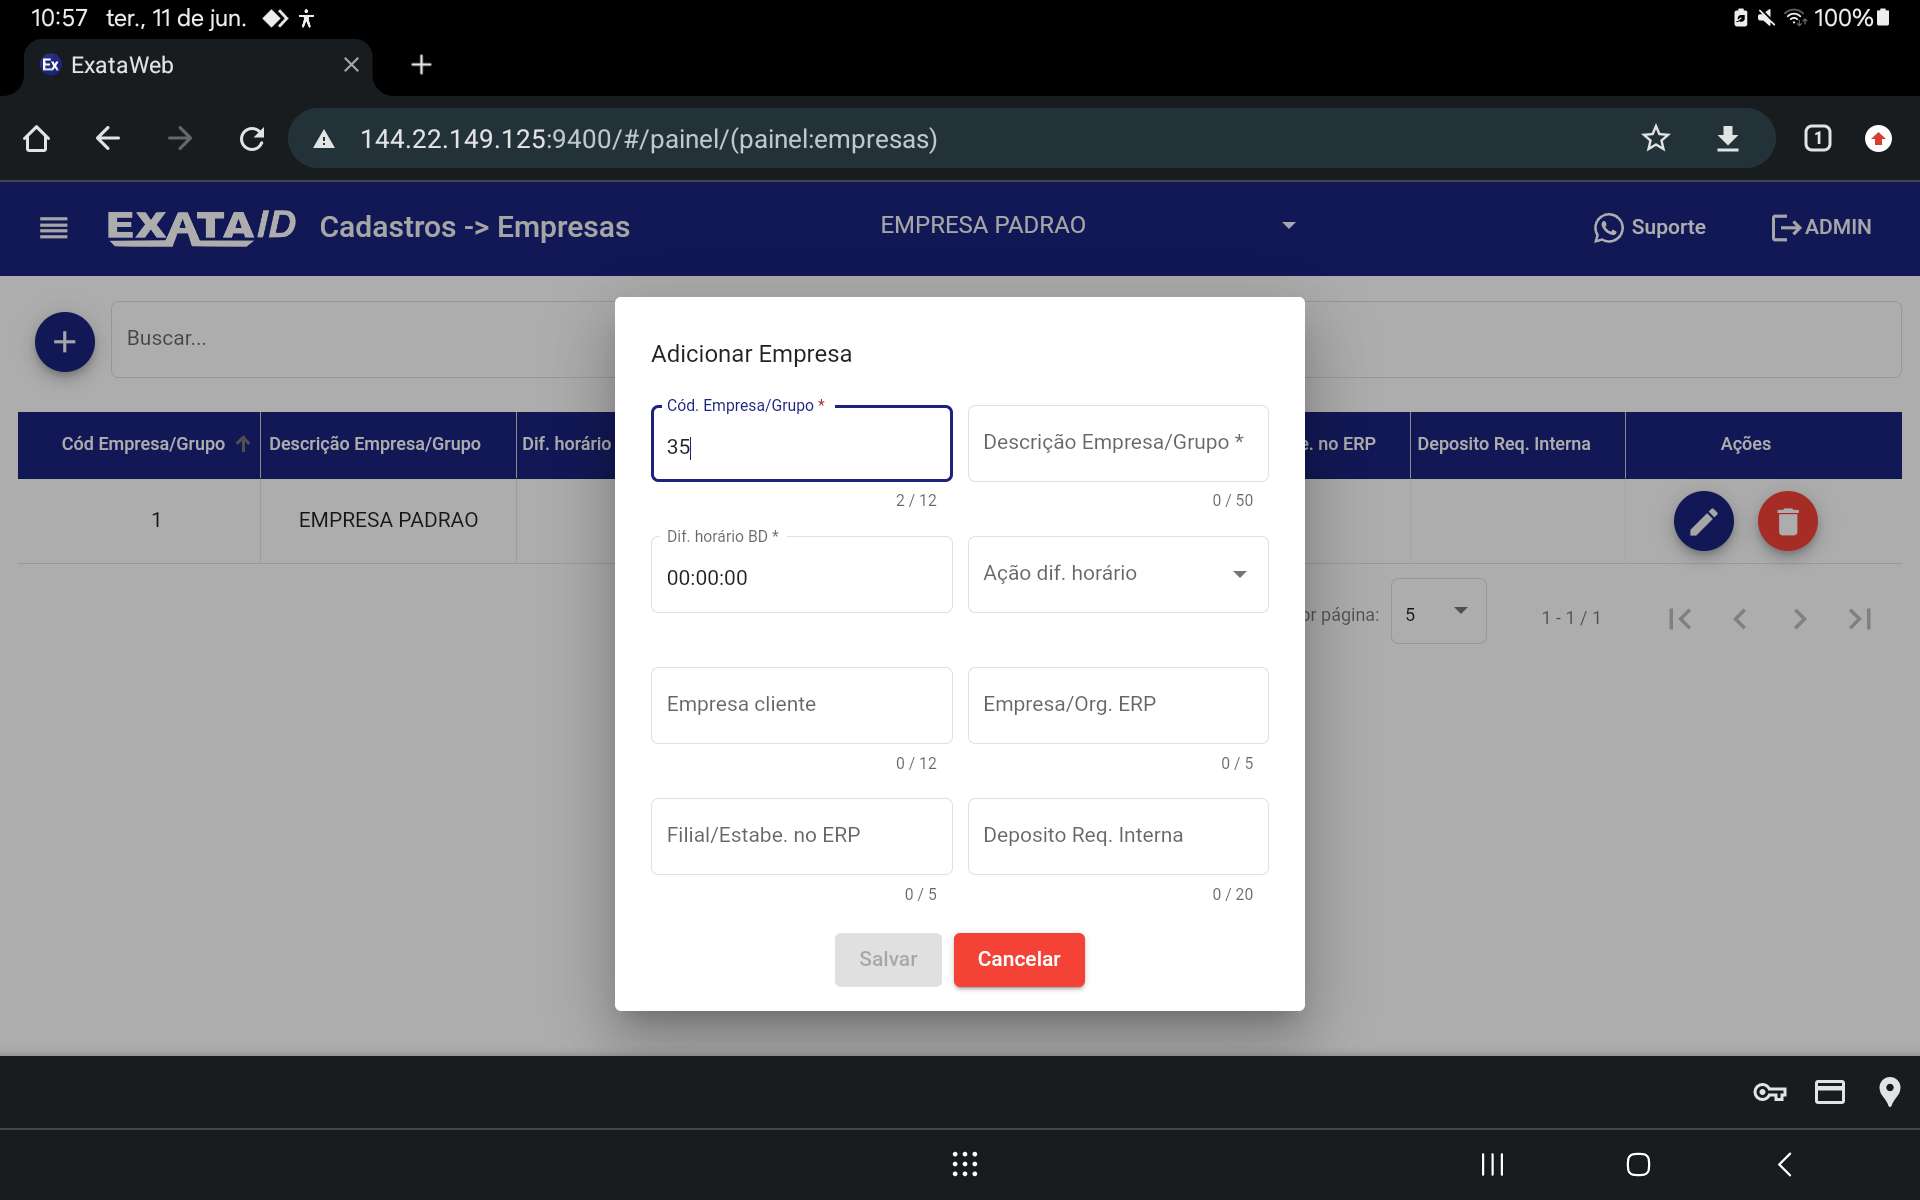 10:57 ter., 11 de jun. 100%
Ex ExataWeb
144.22.149.125:9400/#/painel/(painel:empresas) 1
EXATA/ID Cadastros -> Empresas EMPRESA PADRAO Suporte ADMIN
Buscar...
Adicionar Empresa
Cód. Empresa/Grupo *
35
2 / 12
Descrição Empresa/Grupo *
0 / 50
Dif. horário BD *
00:00:00
Ação dif. horário
Empresa cliente
0 / 12
Empresa/Org. ERP
0 / 5
Filial/Estabe. no ERP
0 / 5
Deposito Req. Interna
0 / 20
Salvar Cancelar
Cód Empresa/Grupo Descrição Empresa/Grupo Dif. horário e. no ERP Deposito Req. Interna Ações
1 EMPRESA PADRAO
or página: 5 1 - 1 / 1